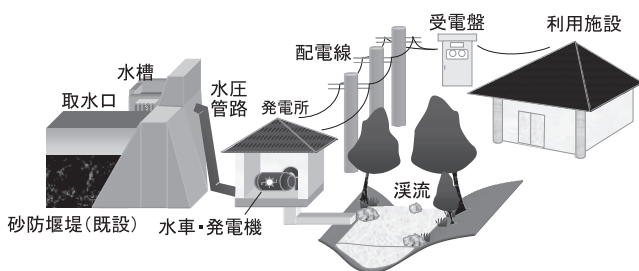 受電盤
利用施設
配電線
水槽
水圧
管路
取水口
発電所
渓流
砂防堰堤(既設)
水車・発電機